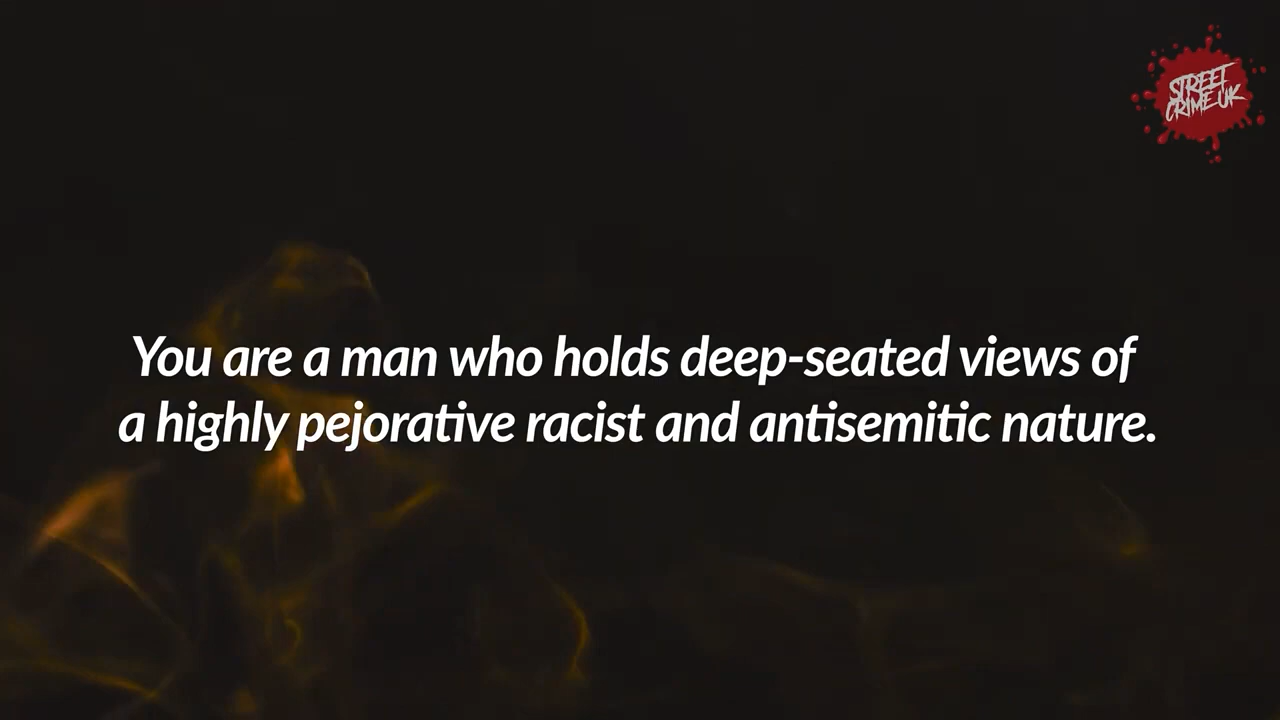 STREET
CRIME UK
You are a man who holds deep-seated views of
a highly pejorative racist and antisemitic nature.